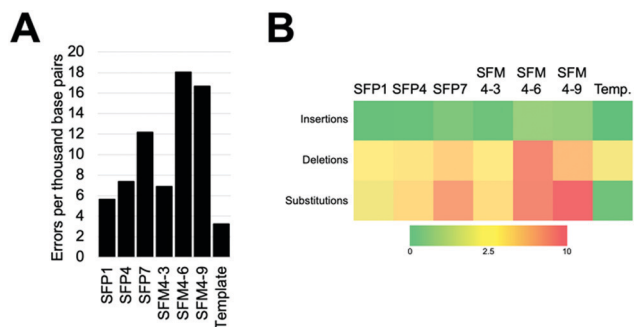 A
Errors per thousand base pairs
20
18
16
14
12
10
8
6
4
2
0
SFP1
SFP4
SFP7
SFM4-3
SFM4-6
SFM4-9
Template
B
SFP1 SFP4 SFP7 SFM 4-3 SFM 4-6 SFM 4-9 Temp.
Insertions
Deletions
Substitutions
0 2.5 10